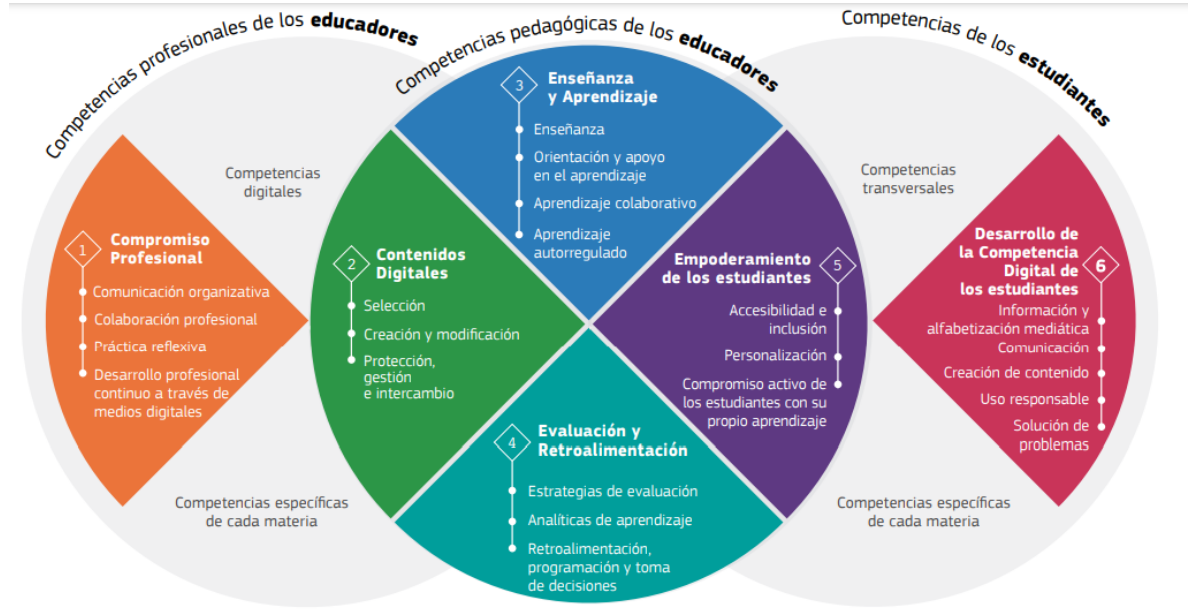 Competencias profesionales de los educadores
Competencias pedagógicas de los educadores
Competencias de los estudiantes
Competencias
digitales
1
Compromiso
Profesional
Comunicación organizativa
Colaboración profesional
Práctica reflexiva
Desarrollo profesional
continuo a través de
medios digitales
Competencias específicas
de cada materia
2
Contenidos
Digitales
Selección
Creación y modificación
Protección,
gestión
e intercambio
3
Enseñanza
y Aprendizaje
Enseñanza
Orientación y apoyo
en el aprendizaje
Aprendizaje colaborativo
Aprendizaje
autorregulado
4
Evaluación y
Retroalimentación
Estrategias de evaluación
Analíticas de aprendizaje
Retroalimentación,
programación y toma
de decisiones
Empoderamiento
de los estudiantes
5
Accesibilidad e
inclusión
Personalización
Compromiso activo de
los estudiantes con su
propio aprendizaje
Competencias
transversales
Desarrollo de
la Competencia
Digital de
los estudiantes
6
Información y
alfabetización mediática
Comunicación
Creación de contenido
Uso responsable
Solución de
problemas
Competencias específicas
de cada materia